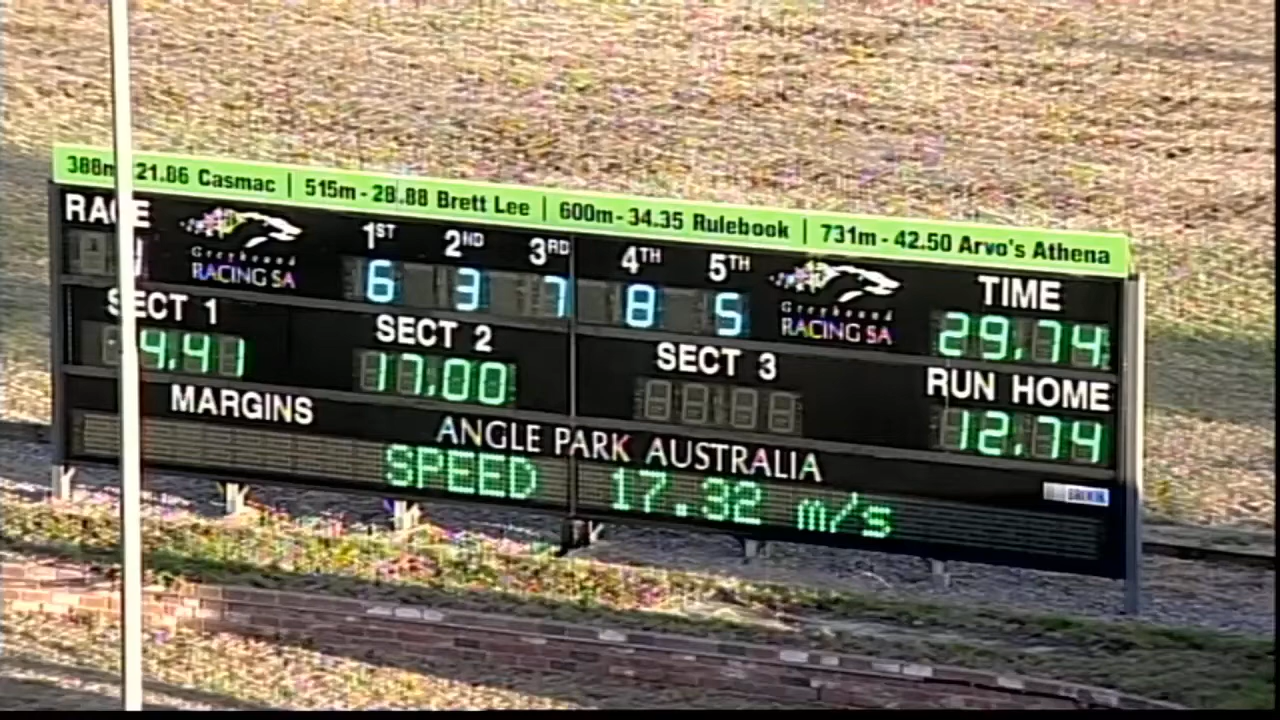 388m 21.86 Casmac | 515m - 28.88 Brett Lee | 600m - 34.35 Rulebook | 731m - 42.50 Arvo's Athena
RACE
Greyhound
RACING SA
1ST 2ND 3RD 4TH 5TH
6 3 7 8 5
Greyhound
RACING SA
TIME
29.74
SECT 1
4.41
SECT 2
17.00
SECT 3
RUN HOME
12.74
MARGINS
ANGLE PARK AUSTRALIA
SPEED 17.32 m/s